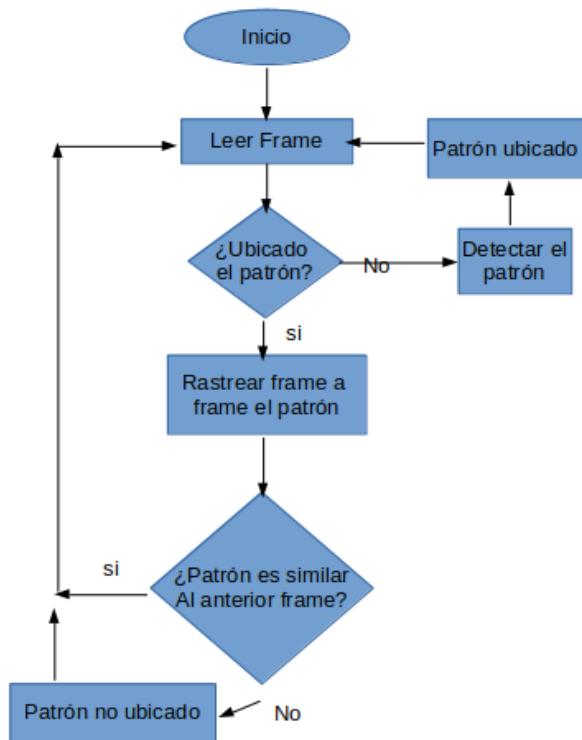 Inicio
Leer Frame
Patrón ubicado
¿Ubicado
el patrón?
No
Detectar el
patrón
si
Rastrear frame a
frame el patrón
¿Patrón es similar
Al anterior frame?
si
No
Patrón no ubicado